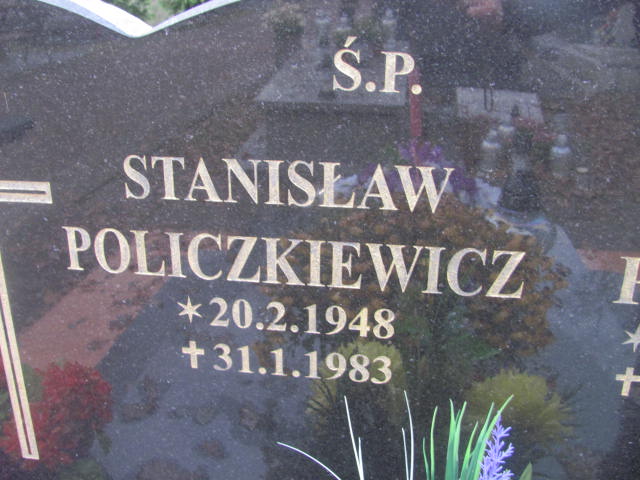 Ś.P.
STANISŁAW
POLICZKIEWICZ
* 20.2.1948
✝ 31.1.1983